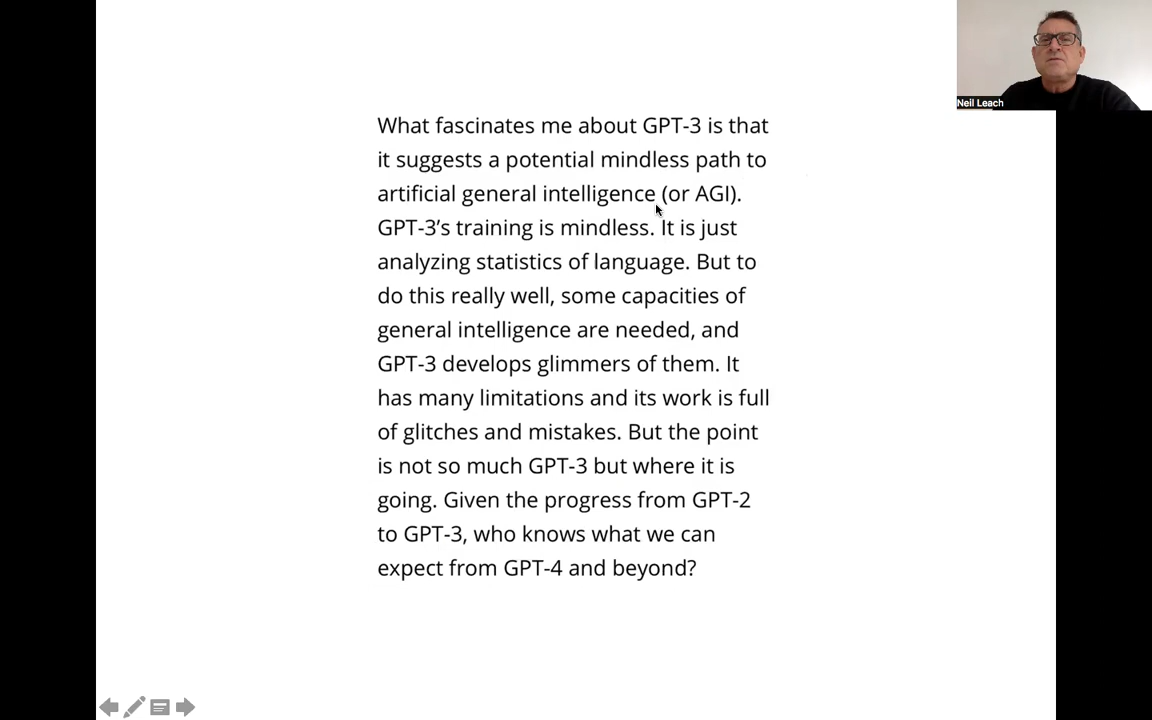 Neil Leach
What fascinates me about GPT-3 is that
it suggests a potential mindless path to
artificial general intelligence (or AGI).
GPT-3’s training is mindless. It is just
analyzing statistics of language. But to
do this really well, some capacities of
general intelligence are needed, and
GPT-3 develops glimmers of them. It
has many limitations and its work is full
of glitches and mistakes. But the point
is not so much GPT-3 but where it is
going. Given the progress from GPT-2
to GPT-3, who knows what we can
expect from GPT-4 and beyond?